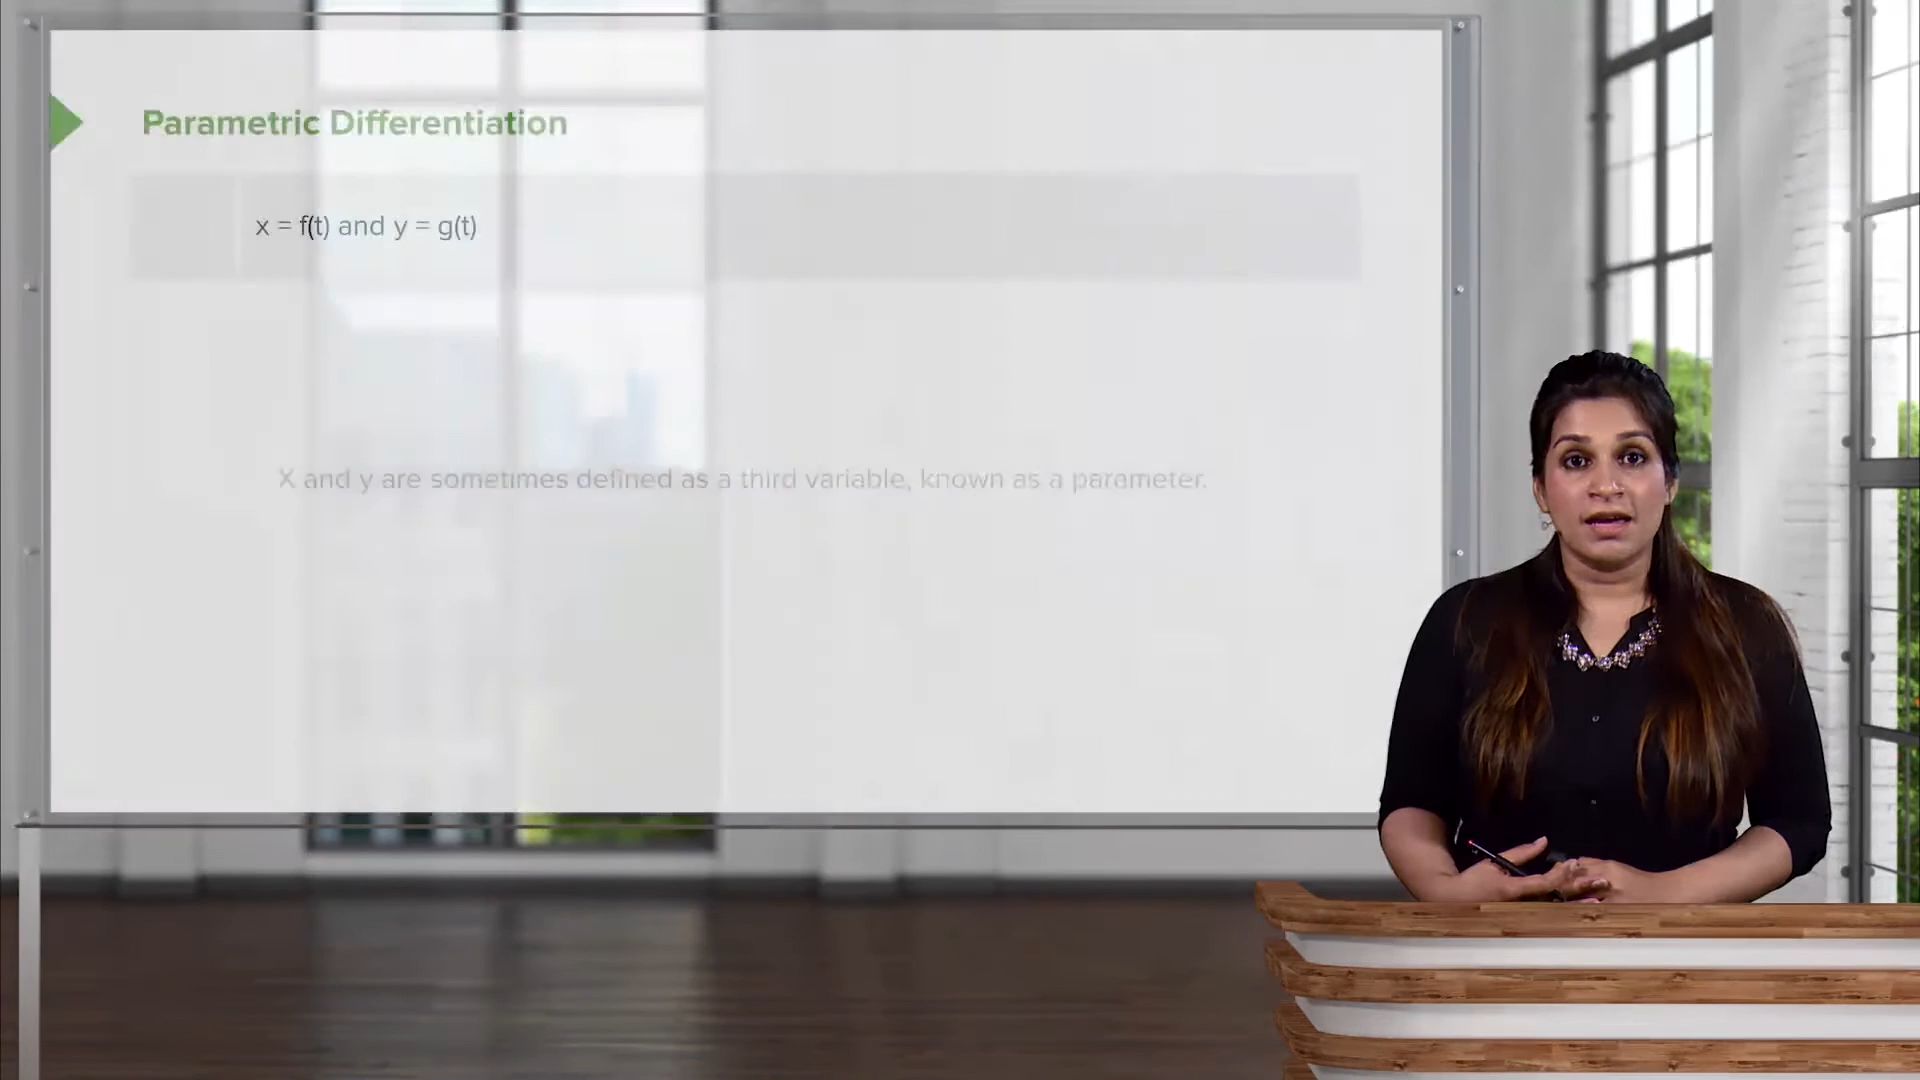 Parametric Differentiation
x = f(t) and y = g(t)
X and y are sometimes defined as a third variable, known as a parameter.